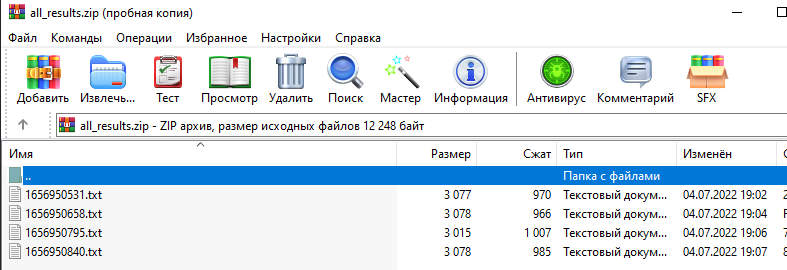 all_results.zip (пробная копия)
Файл Команды Операции Избранное Настройки Справка
Добавить Извлечь... Тест Просмотр Удалить Поиск Мастер Информация Антивирус Комментарий SFX
all_results.zip - ZIP архив, размер исходных файлов 12 248 байт
Имя Размер Сжат Тип Изменён
.. Папка с файлами
1656950531.txt 3 077 970 Текстовый докум... 04.07.2022 19:02
1656950658.txt 3 078 966 Текстовый докум... 04.07.2022 19:04
1656950795.txt 3 015 1 007 Текстовый докум... 04.07.2022 19:06
1656950840.txt 3 078 985 Текстовый докум... 04.07.2022 19:07